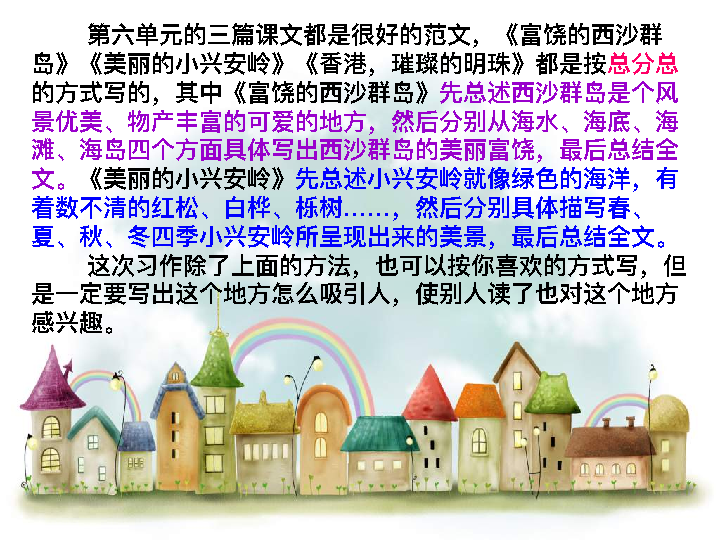 第六单元的三篇课文都是很好的范文，《富饶的西沙群
岛》《美丽的小兴安岭》《香港，璀璨的明珠》都是按总分总
的方式写的，其中《富饶的西沙群岛》先总述西沙群岛是个风
景优美、物产丰富的可爱的地方，然后分别从海水、海底、海
滩、海岛四个方面具体写出西沙群岛的美丽富饶，最后总结全
文。《美丽的小兴安岭》先总述小兴安岭就像绿色的海洋，有
着数不清的红松、白桦、栎树……，然后分别具体描写春、
夏、秋、冬四季小兴安岭所呈现出来的美景，最后总结全文。
这次习作除了上面的方法，也可以按你喜欢的方式写，但
是一定要写出这个地方怎么吸引人，使别人读了也对这个地方
感兴趣。